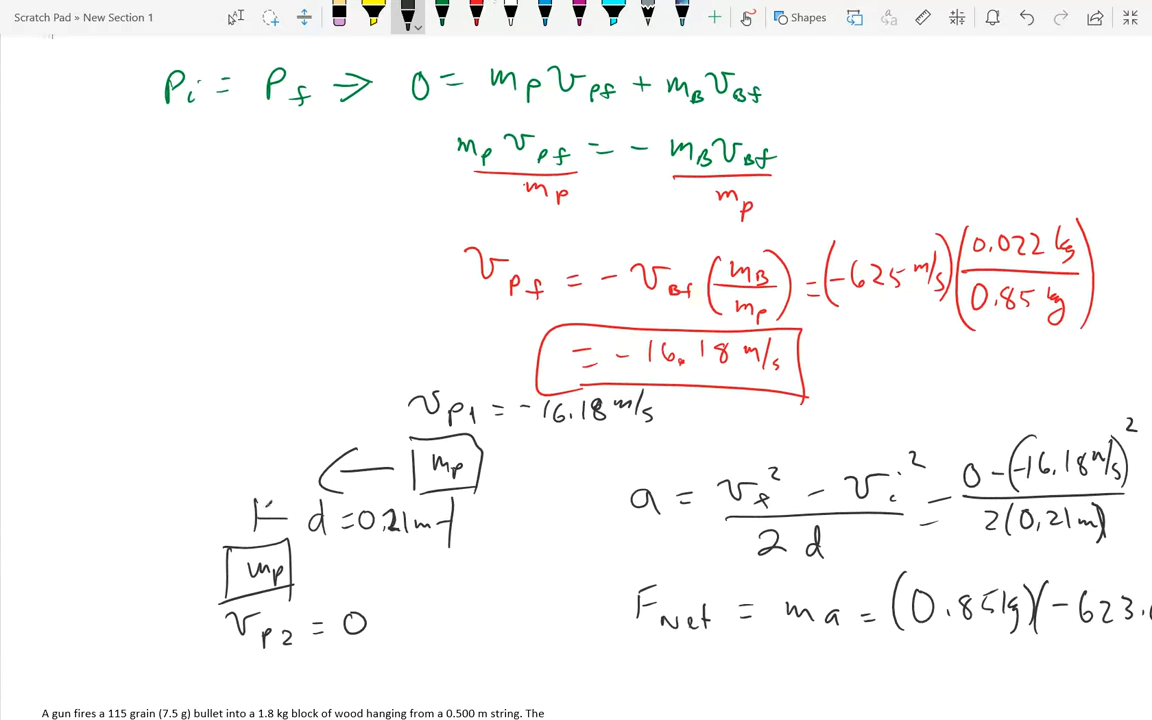 Scratch Pad » New Section 1
Shapes
Pi = Pf ⇒ 0 = mP vPf + mB vBf
mP vPf / mP = - mB vBf / mP
vPf = - vBf (mB / mP) = (-625 m/s) (0.022 kg / 0.85 kg)
= - 16.18 m/s
vP1 = - 16.18 m/s
mP
d = 0.21 m
mP
vP2 = 0
a = vf² - vi² / 2 d = 0 - (-16.18 m/s)² / 2(0.21 m)
FNet = ma = (0.85 kg)(-623.
A gun fires a 115 grain (7.5 g) bullet into a 1.8 kg block of wood hanging from a 0.500 m string. The